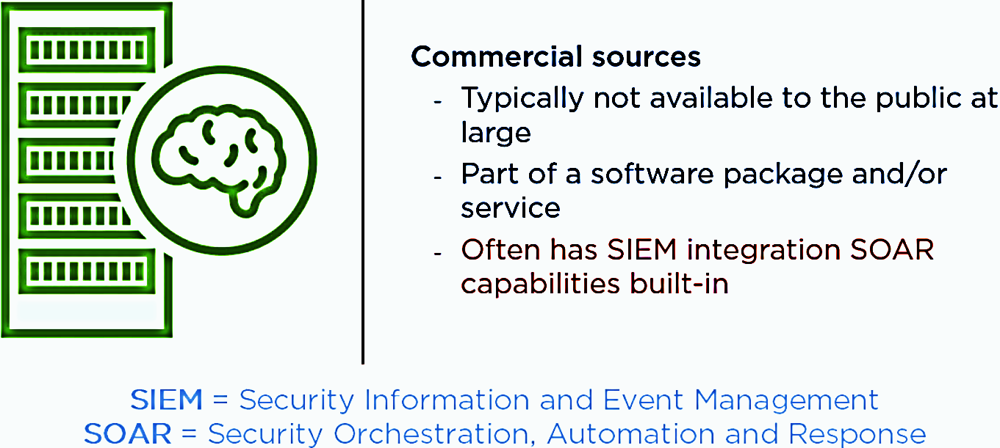 Commercial sources
- Typically not available to the public at
large
- Part of a software package and/or
service
- Often has SIEM integration SOAR
capabilities built-in
SIEM = Security Information and Event Management
SOAR = Security Orchestration, Automation and Response